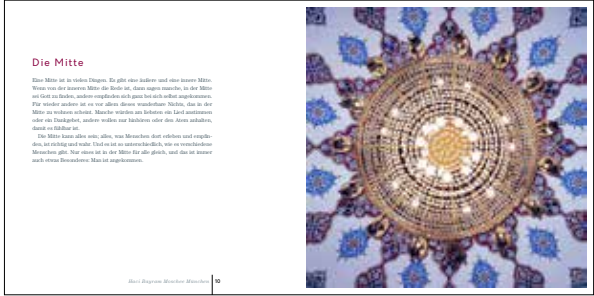 Die Mitte
Eine Mitte ist in vielen Dingen. Es gibt eine äußere und eine innere Mitte.
Wenn von der inneren Mitte die Rede ist, dann sagen manche, in der Mitte
sei Gott zu finden, andere empfinden sich ganz bei sich selbst angekommen.
Für wieder andere ist es vor allem dieses wunderbare Nichts, das in der
Mitte zu wohnen scheint. Manche würden am liebsten ein Lied anstimmen
oder ein Dankgebet, andere wollen nur hinhören oder den Atem anhalten,
damit es fühlbar ist.
Die Mitte kann alles sein; alles, was Menschen dort erleben und empfin-
den, ist richtig und wahr. Und es ist so unterschiedlich, wie es verschiedene
Menschen gibt. Nur eines ist in der Mitte für alle gleich, und das ist immer
auch etwas Besonderes: Man ist angekommen.
Haci Bayram Moschee München 10